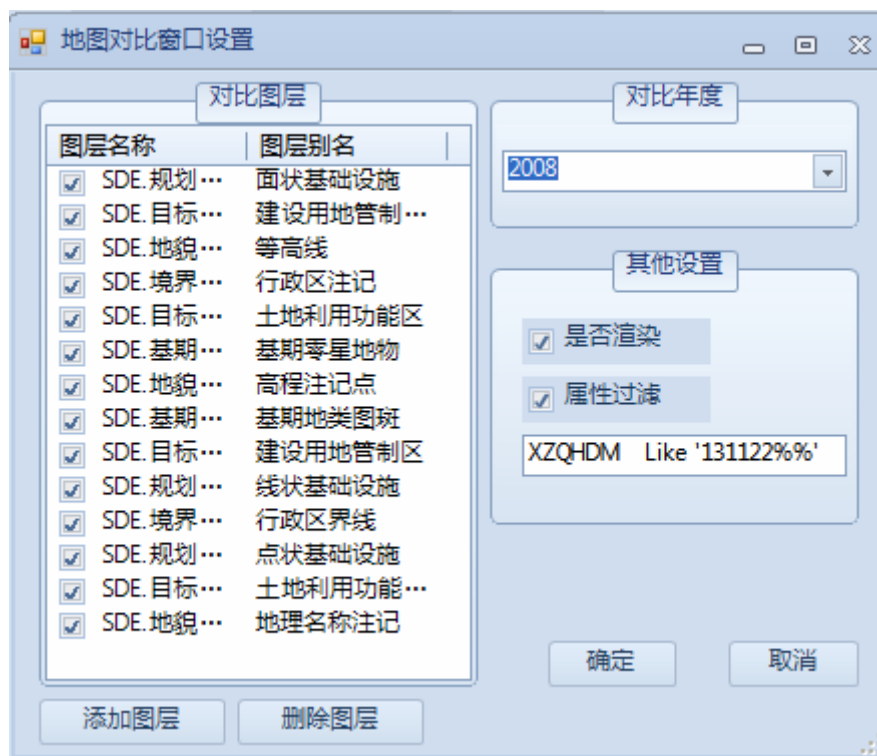 地图对比窗口设置
对比图层
图层名称 图层别名
SDE.规划… 面状基础设施
SDE.目标… 建设用地管制…
SDE.地貌… 等高线
SDE.境界… 行政区注记
SDE.目标… 土地利用功能区
SDE.基期… 基期零星地物
SDE.地貌… 高程注记点
SDE.基期… 基期地类图斑
SDE.目标… 建设用地管制区
SDE.规划… 线状基础设施
SDE.境界… 行政区界线
SDE.规划… 点状基础设施
SDE.目标… 土地利用功能…
SDE.地貌… 地理名称注记
添加图层 删除图层
对比年度
2008
其他设置
是否渲染
属性过滤
XZQHDM Like '131122%%'
确定 取消